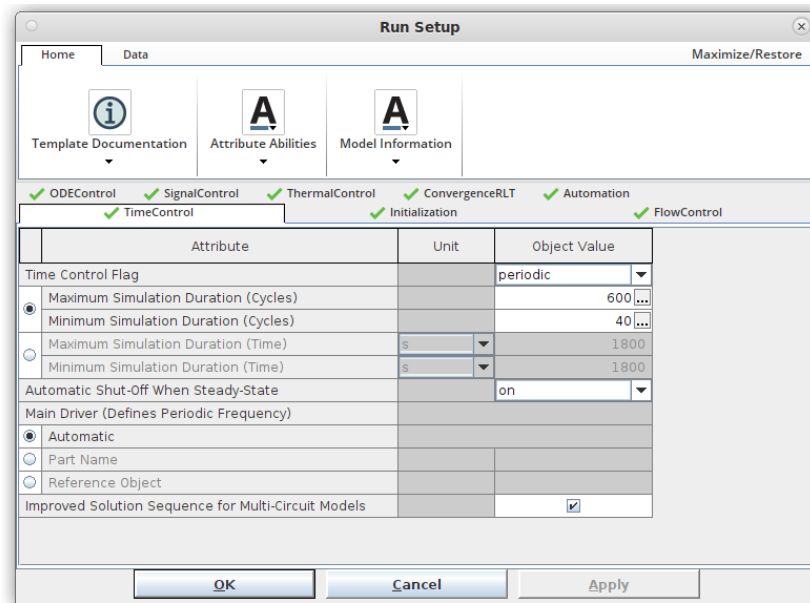 Run Setup
Home Data Maximize/Restore
Template Documentation Attribute Abilities Model Information
ODEControl SignalControl ThermalControl ConvergenceRLT Automation
TimeControl Initialization FlowControl
Attribute Unit Object Value
Time Control Flag periodic
Maximum Simulation Duration (Cycles) 600 ...
Minimum Simulation Duration (Cycles) 40 ...
Maximum Simulation Duration (Time) s 1800
Minimum Simulation Duration (Time) s 1800
Automatic Shut-Off When Steady-State on
Main Driver (Defines Periodic Frequency)
Automatic
Part Name
Reference Object
Improved Solution Sequence for Multi-Circuit Models
OK Cancel Apply